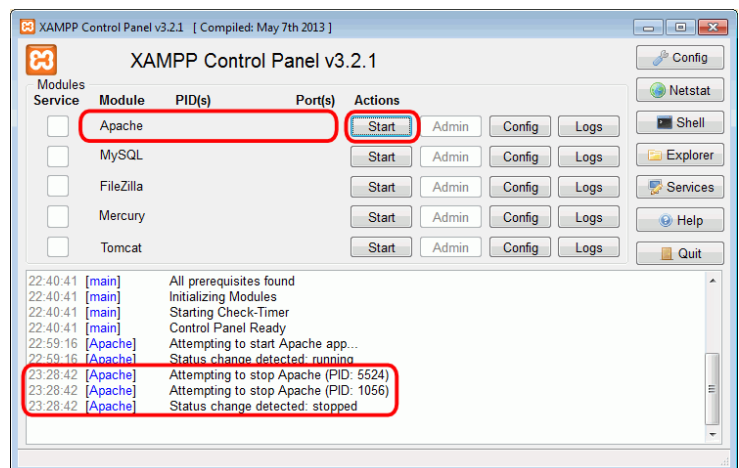 XAMPP Control Panel v3.2.1 [ Compiled: May 7th 2013 ]
XAMPP Control Panel v3.2.1
Config
Modules
Netstat
Service Module PID(s) Port(s) Actions
Apache Start Admin Config Logs Shell
MySQL Start Admin Config Logs Explorer
FileZilla Start Admin Config Logs Services
Mercury Start Admin Config Logs Help
Tomcat Start Admin Config Logs Quit
22:40:41 [main] All prerequisites found
22:40:41 [main] Initializing Modules
22:40:41 [main] Starting Check-Timer
22:40:41 [main] Control Panel Ready
22:59:16 [Apache] Attempting to start Apache app...
22:59:16 [Apache] Status change detected: running
23:28:42 [Apache] Attempting to stop Apache (PID: 5524)
23:28:42 [Apache] Attempting to stop Apache (PID: 1056)
23:28:42 [Apache] Status change detected: stopped